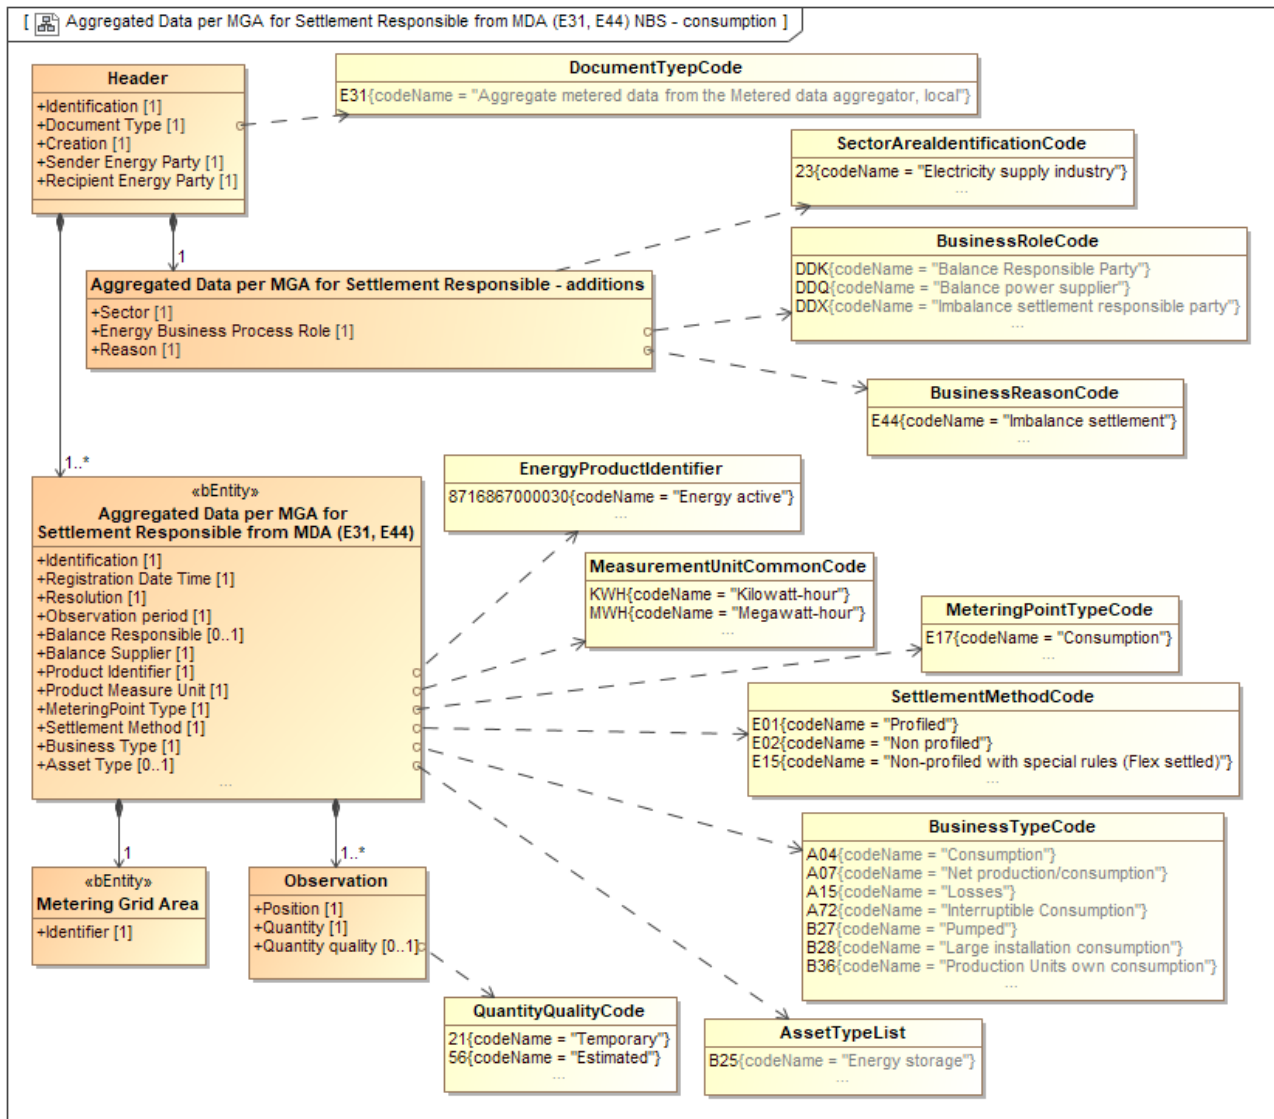 [ Aggregated Data per MGA for Settlement Responsible from MDA (E31, E44) NBS - consumption ]
Header
+Identification [1]
+Document Type [1]
+Creation [1]
+Sender Energy Party [1]
+Recipient Energy Party [1]
DocumentTyepCode
E31{codeName = "Aggregate metered data from the Metered data aggregator, local"}
SectorAreaIdentificationCode
23{codeName = "Electricity supply industry"}
...
1
Aggregated Data per MGA for Settlement Responsible - additions
+Sector [1]
+Energy Business Process Role [1]
+Reason [1]
BusinessRoleCode
DDK{codeName = "Balance Responsible Party"}
DDQ{codeName = "Balance power supplier"}
DDX{codeName = "Imbalance settlement responsible party"}
...
BusinessReasonCode
E44{codeName = "Imbalance settlement"}
...
1..*
«bEntity»
Aggregated Data per MGA for
Settlement Responsible from MDA (E31, E44)
+Identification [1]
+Registration Date Time [1]
+Resolution [1]
+Observation period [1]
+Balance Responsible [0..1]
+Balance Supplier [1]
+Product Identifier [1]
+Product Measure Unit [1]
+MeteringPoint Type [1]
+Settlement Method [1]
+Business Type [1]
+Asset Type [0..1]
...
EnergyProductIdentifier
8716867000030{codeName = "Energy active"}
...
MeasurementUnitCommonCode
KWH{codeName = "Kilowatt-hour"}
MWH{codeName = "Megawatt-hour"}
...
MeteringPointTypeCode
E17{codeName = "Consumption"}
...
SettlementMethodCode
E01{codeName = "Profiled"}
E02{codeName = "Non profiled"}
E15{codeName = "Non-profiled with special rules (Flex settled)"}
...
BusinessTypeCode
A04{codeName = "Consumption"}
A07{codeName = "Net production/consumption"}
A15{codeName = "Losses"}
A72{codeName = "Interruptible Consumption"}
B27{codeName = "Pumped"}
B28{codeName = "Large installation consumption"}
B36{codeName = "Production Units own consumption"}
...
1
«bEntity»
Metering Grid Area
+Identifier [1]
1..*
Observation
+Position [1]
+Quantity [1]
+Quantity quality [0..1]
QuantityQualityCode
21{codeName = "Temporary"}
56{codeName = "Estimated"}
...
AssetTypeList
B25{codeName = "Energy storage"}
...